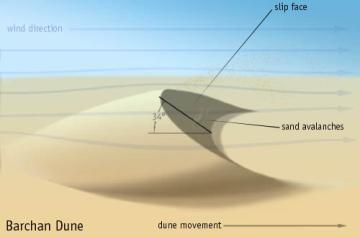 slip face
wind direction
34°
sand avalanches
Barchan Dune
dune movement